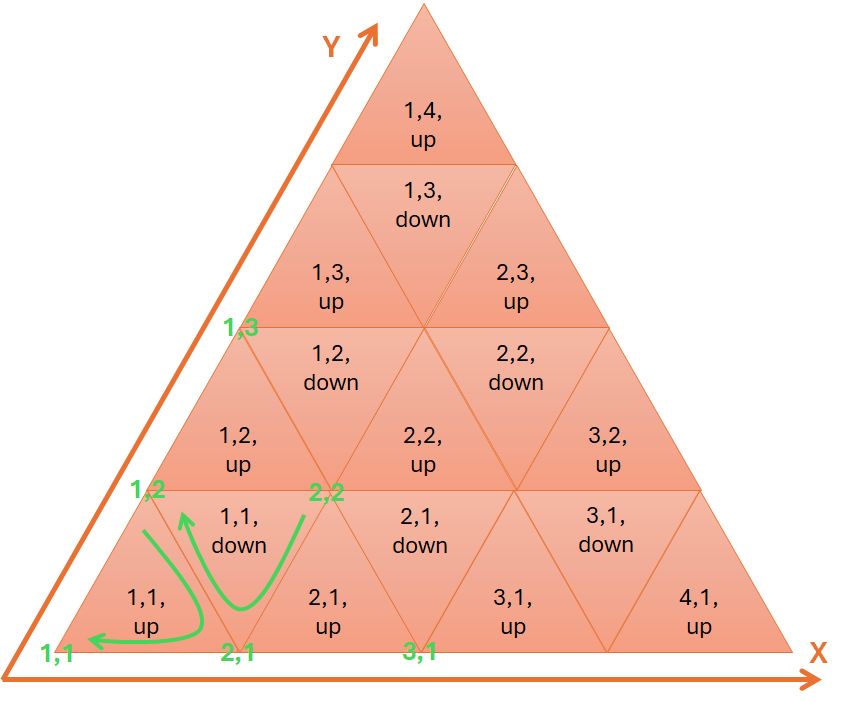 Y
1,4,
up
1,3,
down
1,3,
up
2,3,
up
1,3
1,2,
down
2,2,
down
1,2,
up
2,2,
up
3,2,
up
1,2
2,2
1,1,
down
2,1,
down
3,1,
down
1,1,
up
2,1,
up
3,1,
up
4,1,
up
1,1
2,1
3,1
X